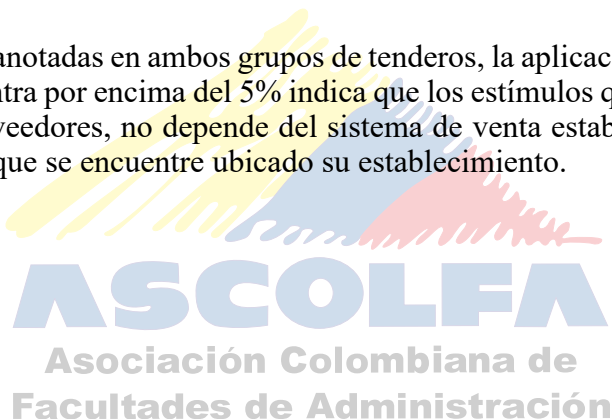 anotadas en ambos grupos de tenderos, la aplicac
ntra por encima del 5% indica que los estímulos q
veedores, no depende del sistema de venta estab
que se encuentre ubicado su establecimiento.
ASCOLFA
Asociación Colombiana de
Facultades de Administración